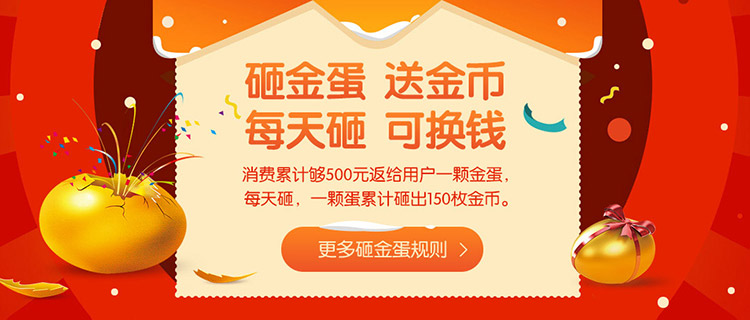 砸金蛋 送金币
每天砸 可换钱
消费累计够500元返给用户一颗金蛋，
每天砸，一颗蛋累计砸出150枚金币。
更多砸金蛋规则 >